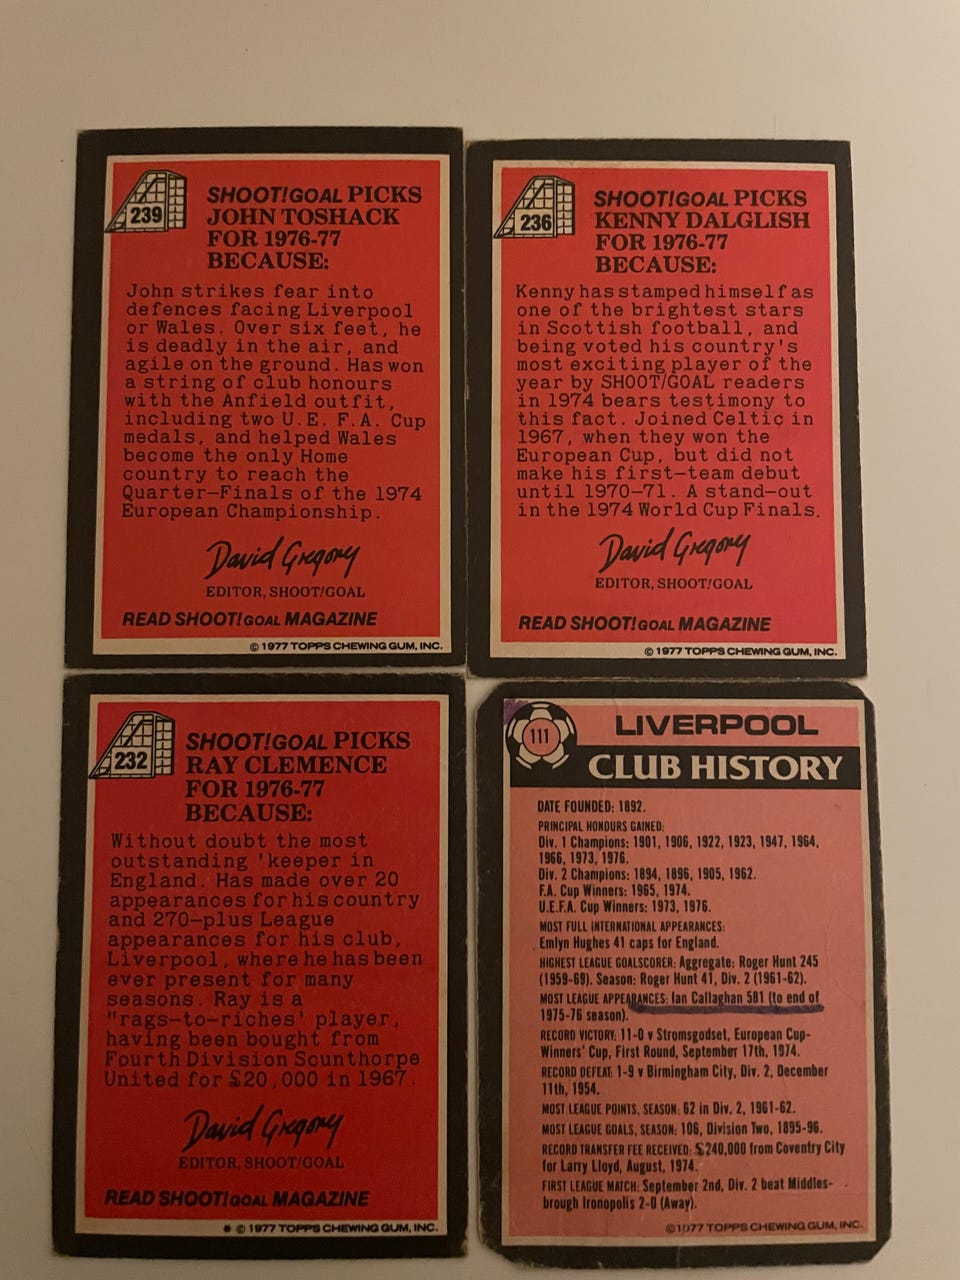 239
SHOOT!GOAL PICKS
JOHN TOSHACK
FOR 1976-77
BECAUSE:
John strikes fear into
defences facing Liverpool
or Wales. Over six feet, he
is deadly in the air, and
agile on the ground. Has won
a string of club honours
with the Anfield outfit,
including two U.E.F.A. Cup
medals, and helped Wales
become the only Home
country to reach the
Quarter-Finals of the 1974
European Championship.
David Gregory
EDITOR, SHOOT/GOAL
READ SHOOT!GOAL MAGAZINE
© 1977 TOPPS CHEWING GUM, INC.
236
SHOOT!GOAL PICKS
KENNY DALGLISH
FOR 1976-77
BECAUSE:
Kenny has stamped himself as
one of the brightest stars
in Scottish football, and
being voted his country's
most exciting player of the
year by SHOOT/GOAL readers
in 1974 bears testimony to
this fact. Joined Celtic in
1967, when they won the
European Cup, but did not
make his first-team debut
until 1970-71. A stand-out
in the 1974 World Cup Finals.
David Gregory
EDITOR, SHOOT/GOAL
READ SHOOT!GOAL MAGAZINE
© 1977 TOPPS CHEWING GUM, INC.
232
SHOOT!GOAL PICKS
RAY CLEMENCE
FOR 1976-77
BECAUSE:
Without doubt the most
outstanding 'keeper in
England. Has made over 20
appearances for his country
and 270-plus League
appearances for his club,
Liverpool, where he has been
ever present for many
seasons. Ray is a
"rags-to-riches' player,
having been bought from
Fourth Division Scunthorpe
United for £20,000 in 1967.
David Gregory
EDITOR, SHOOT/GOAL
READ SHOOT!GOAL MAGAZINE
* © 1977 TOPPS CHEWING GUM, INC.
111
LIVERPOOL
CLUB HISTORY
DATE FOUNDED: 1892.
PRINCIPAL HONOURS GAINED:
Div. 1 Champions: 1901, 1906, 1922, 1923, 1947, 1964,
1966, 1973, 1976.
Div. 2 Champions: 1894, 1896, 1905, 1962.
F.A. Cup Winners: 1965, 1974.
U.E.F.A. Cup Winners: 1973, 1976.
MOST FULL INTERNATIONAL APPEARANCES:
Emlyn Hughes 41 caps for England.
HIGHEST LEAGUE GOALSCORER: Aggregate: Roger Hunt 245
(1959-69). Season: Roger Hunt 41, Div. 2 (1961-62).
MOST LEAGUE APPEARANCES: Ian Callaghan 581 (to end of
1975-76 season).
RECORD VICTORY: 11-0 v Stromsgodset, European Cup-
Winners' Cup, First Round, September 17th, 1974.
RECORD DEFEAT: 1-9 v Birmingham City, Div. 2, December
11th, 1954.
MOST LEAGUE POINTS, SEASON: 62 in Div. 2, 1961-62.
MOST LEAGUE GOALS, SEASON: 106, Division Two, 1895-96.
RECORD TRANSFER FEE RECEIVED: £240,000 from Coventry City
for Larry Lloyd, August, 1974.
FIRST LEAGUE MATCH: September 2nd, Div. 2 beat Middles-
brough Ironopolis 2-0 (Away).
©1977 TOPPS CHEWING GUM, INC.